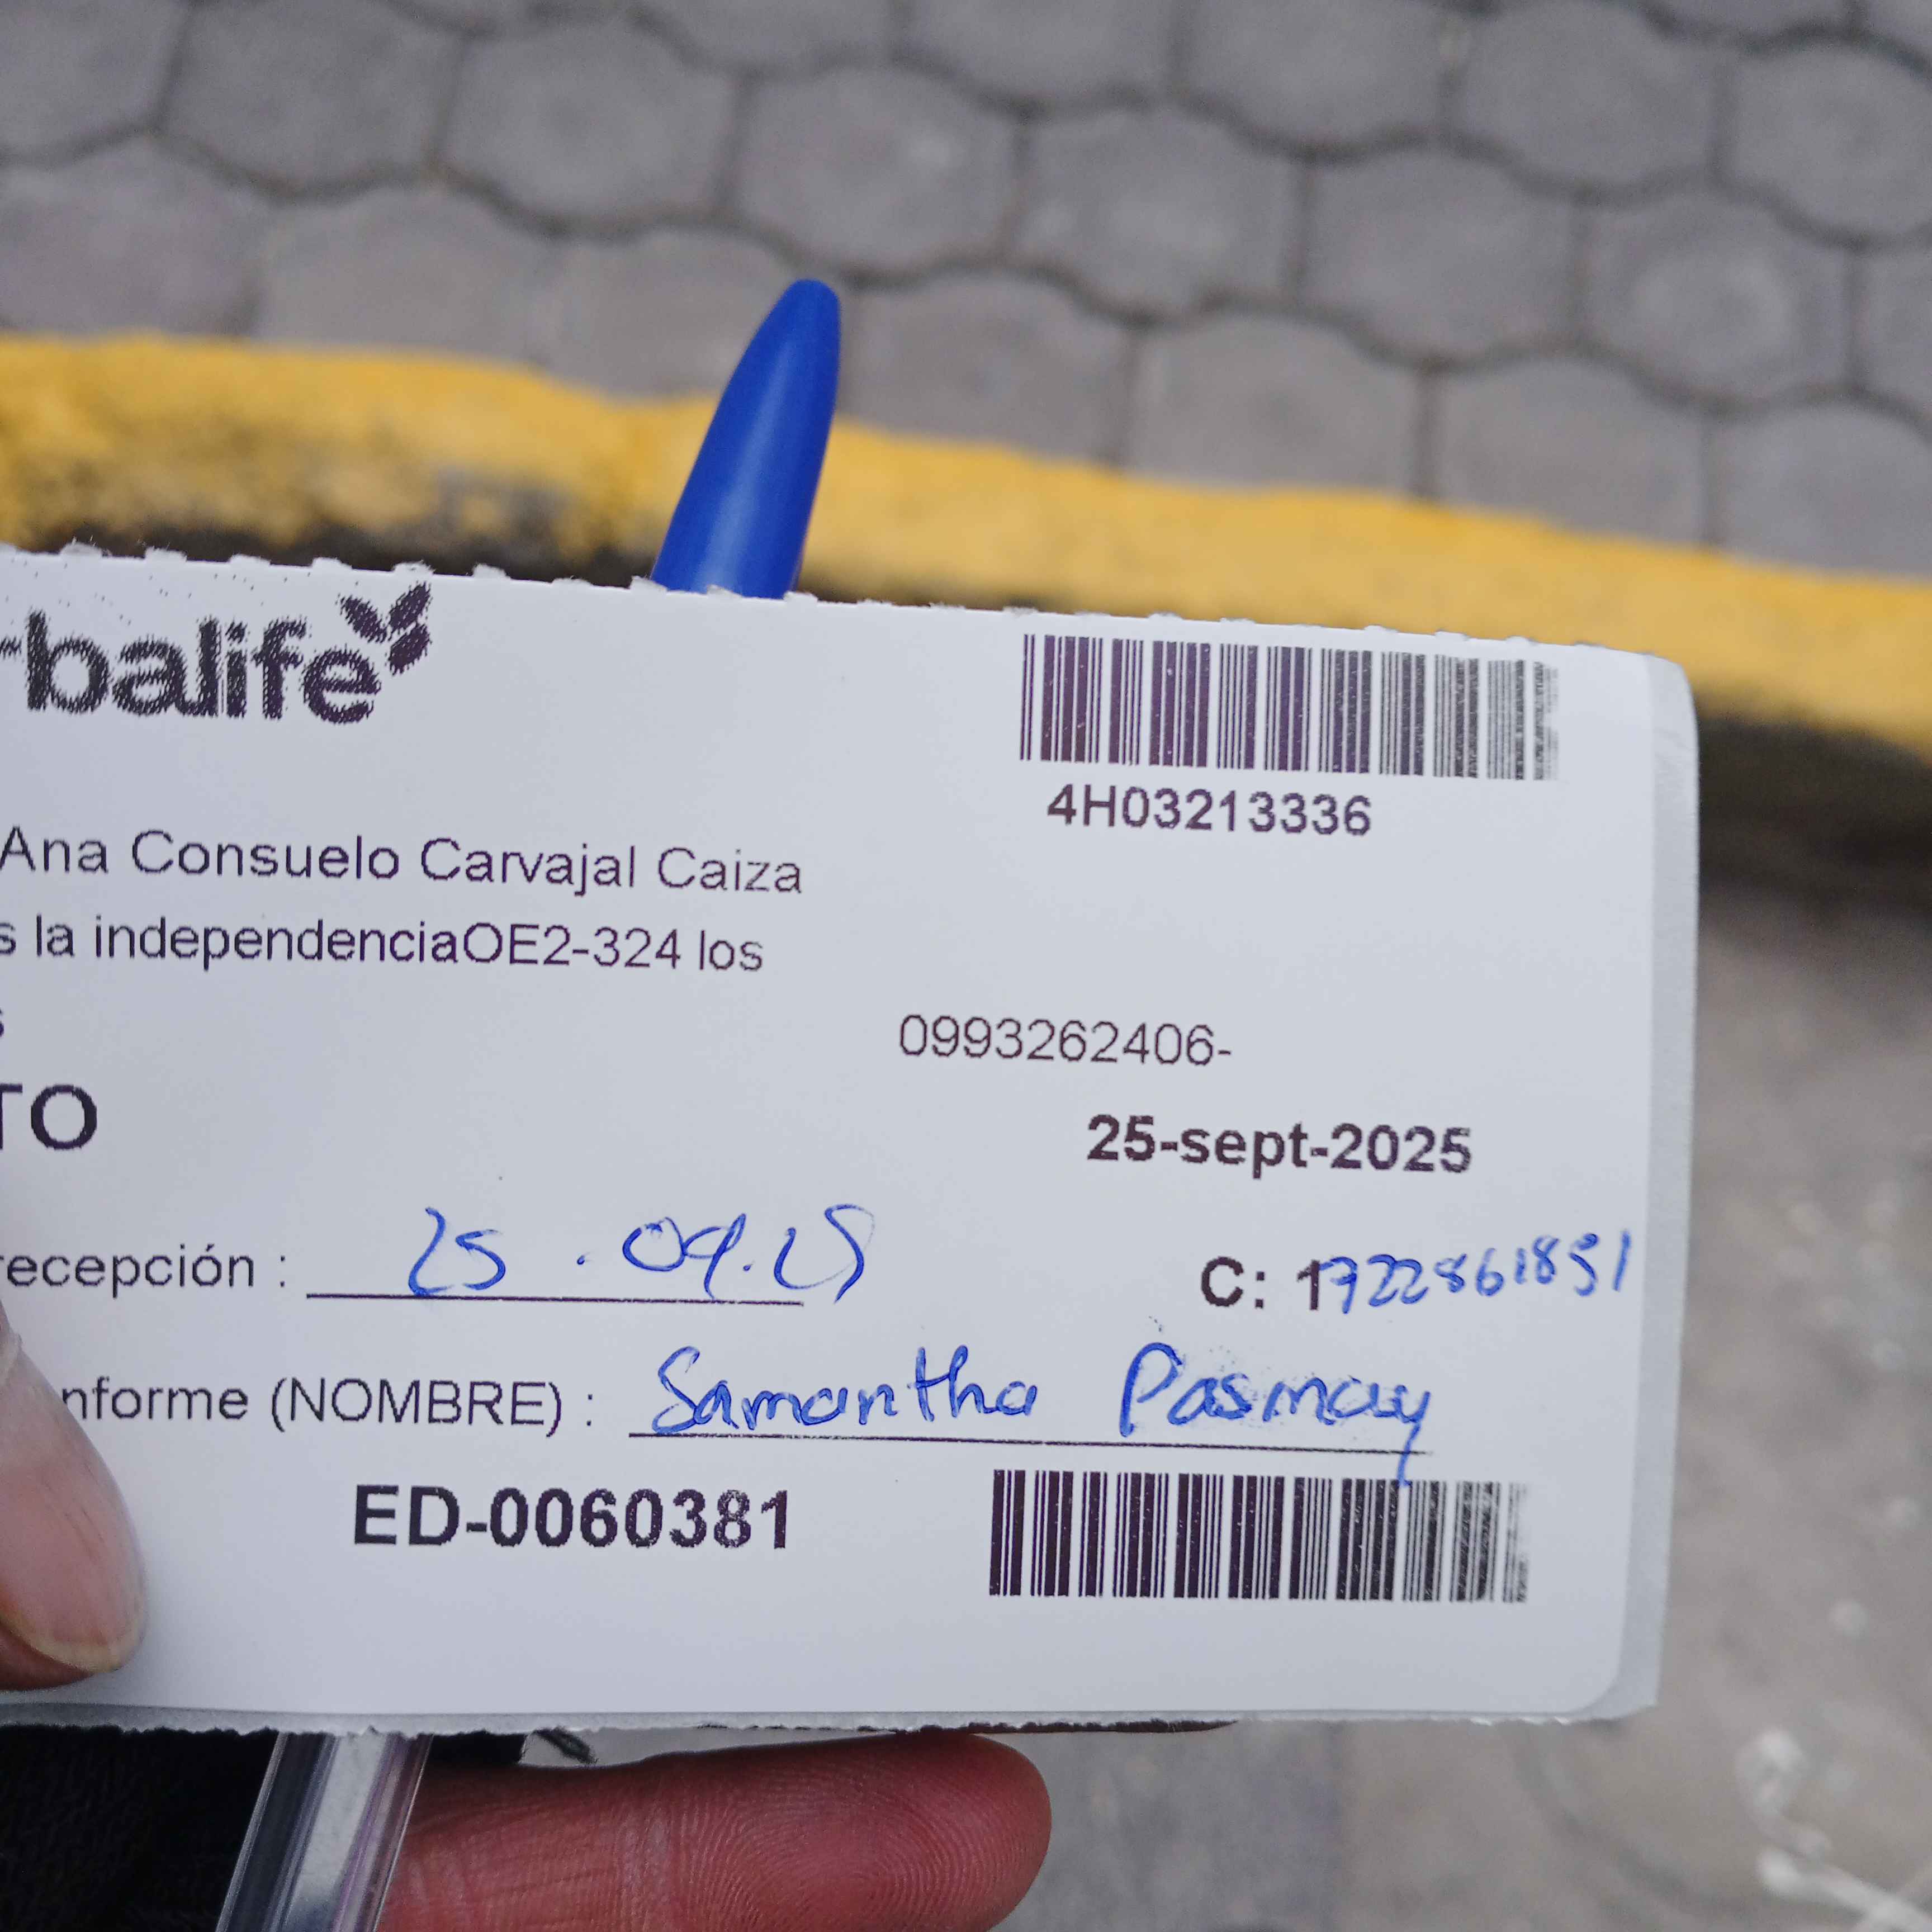 rbalife
4H03213336
Ana Consuelo Carvajal Caiza
s la independenciaOE2-324 los
s
0993262406-
TO
25-sept-2025
recepción : 25 . 09. 25
C: 1722861851
nforme (NOMBRE) : Samantha Pasmay
ED-0060381